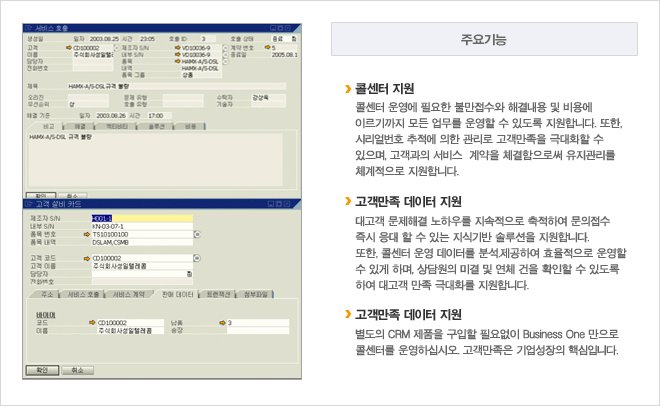 서비스 호출
생성일 일자 2003.08.25 시간 23:05 호출 ID 3 호출 상태 종료
고객 CD100002 제조자 S/N VD10036-9 계약 번호 5
이름 주식회사성일텔레 내부 S/N VD10036-9 종료일 2005.08.1
담당자 품목 HAMX-A/S-DSL
전화번호 내역 HAMX-A/S-DSL
품목 그룹 상품
제목 HAMX-A/S-DSL규격 불량
오리진 문제 유형 수탁자 강상욱
우선순위 상 호출 유형 기술자
해결 기준 일자 2003.08.26 시간 17:00
비고 해결 액티비티 솔루션 비용
HAMX-A/S-DSL 규격 불량
확인 취소
고객 설비 카드
제조자 S/N H001-1
내부 S/N KN-03-07-1
품목 번호 TS10100100
품목 내역 DSLAM,CSMB
고객 코드 CD100002
고객 이름 주식회사성일텔레콤
담당자
전화번호
주소 서비스 호출 서비스 계약 판매 데이터 트랜잭션 첨부파일
바이어
코드 CD100002 납품 3
이름 주식회사성일텔레콤 송장
확인 취소
주요기능
콜센터 지원
콜센터 운영에 필요한 불만접수와 해결내용 및 비용에
이르기까지 모든 업무를 운영할 수 있도록 지원합니다. 또한,
시리얼번호 추적에 의한 관리로 고객만족을 극대화할 수
있으며, 고객과의 서비스 계약을 체결함으로써 유지관리를
체계적으로 지원합니다.
고객만족 데이터 지원
대고객 문제해결 노하우를 지속적으로 축적하여 문의접수
즉시 응대 할 수 있는 지식기반 솔루션을 지원합니다.
또한, 콜센터 운영 데이터를 분석,제공하여 효율적으로 운영할
수 있게 하며, 상담원의 미결 및 연체 건을 확인할 수 있도록
하여 대고객 만족 극대화를 지원합니다.
고객만족 데이터 지원
별도의 CRM 제품을 구입할 필요없이 Business One 만으로
콜센터를 운영하십시오. 고객만족은 기업성장의 핵심입니다.